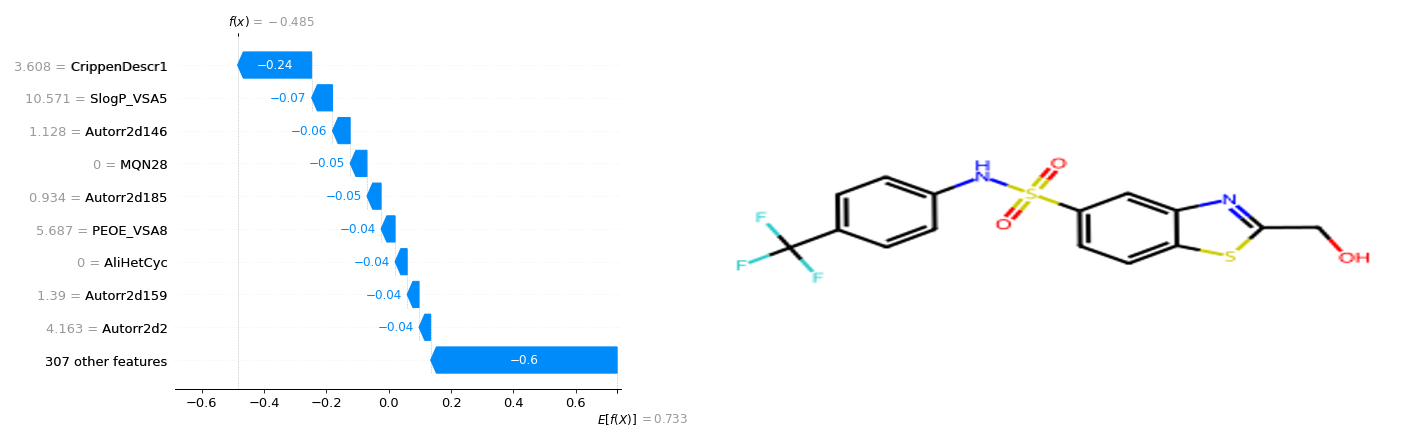 f(x) = −0.485
3.608 = CrippenDescr1
−0.24
10.571 = SlogP_VSA5
−0.07
1.128 = Autorr2d146
−0.06
0 = MQN28
−0.05
0.934 = Autorr2d185
−0.05
5.687 = PEOE_VSA8
−0.04
0 = AliHetCyc
−0.04
1.39 = Autorr2d159
−0.04
4.163 = Autorr2d2
−0.04
307 other features
−0.6
−0.6 −0.4 −0.2 0.0 0.2 0.4 0.6
E[f(X)] = 0.733
H
N
O
S
O
F
F
F
N
S
OH